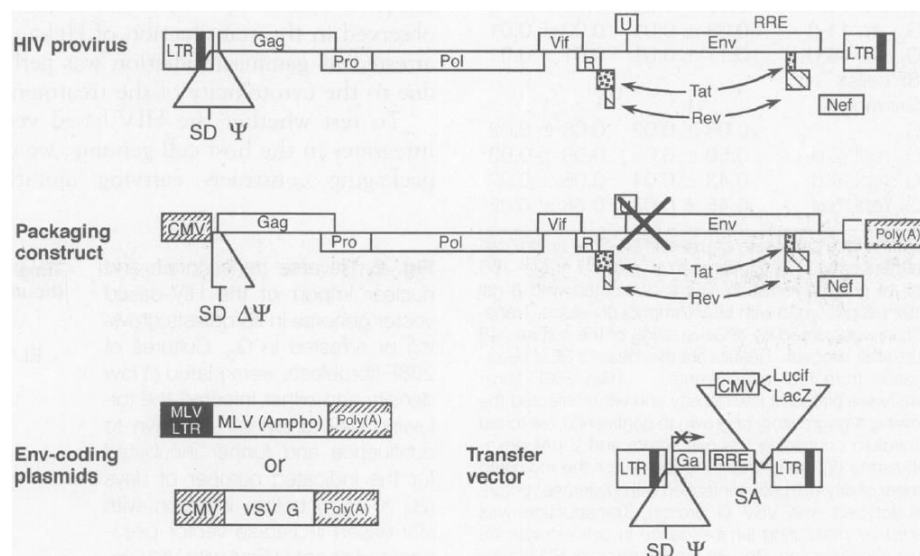 HIV provirus
LTR
Gag
Pro
Pol
Vif
R
U
RRE
Env
LTR
Tat
Rev
Nef
SD Ψ
Packaging
construct
CMV
Gag
Pro
Pol
Vif
R
U
Env
Poly(A)
Tat
Rev
Nef
SD ΔΨ
MLV
LTR
MLV (Ampho)
Poly(A)
Env-coding
plasmids
or
CMV
VSV G
Poly(A)
Transfer
vector
CMV
Lucif
LacZ
LTR
Ga
RRE
LTR
SA
SD Ψ